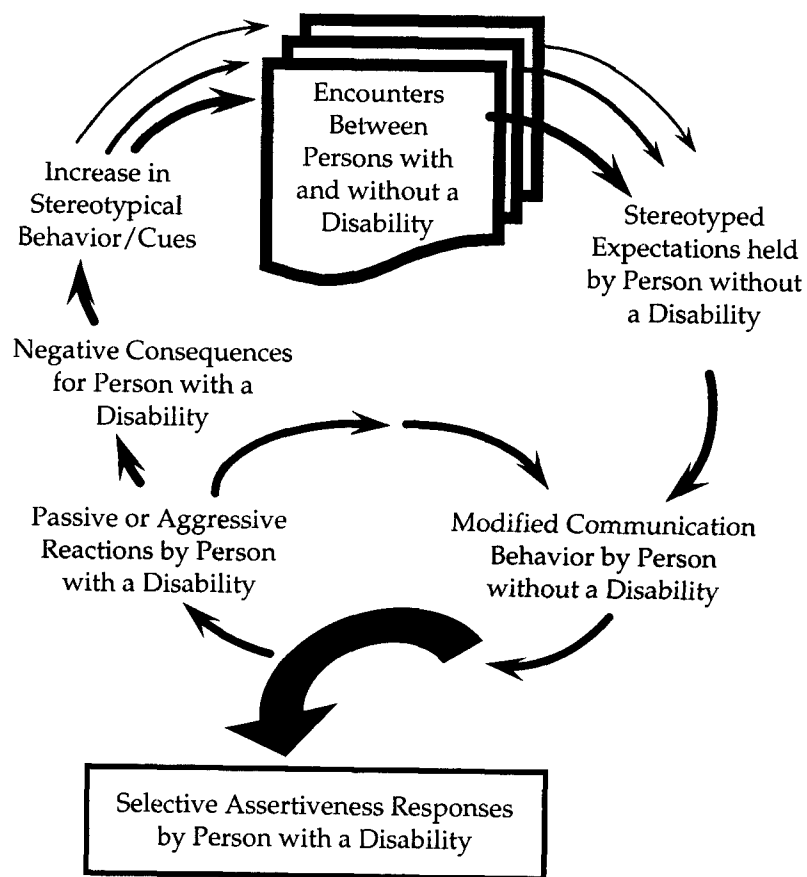 Encounters
Between
Persons with
and without a
Disability
Increase in
Stereotypical
Behavior/Cues
Stereotyped
Expectations held
by Person without
a Disability
Negative Consequences
for Person with a
Disability
Passive or Aggressive
Reactions by Person
with a Disability
Modified Communication
Behavior by Person
without a Disability
Selective Assertiveness Responses
by Person with a Disability